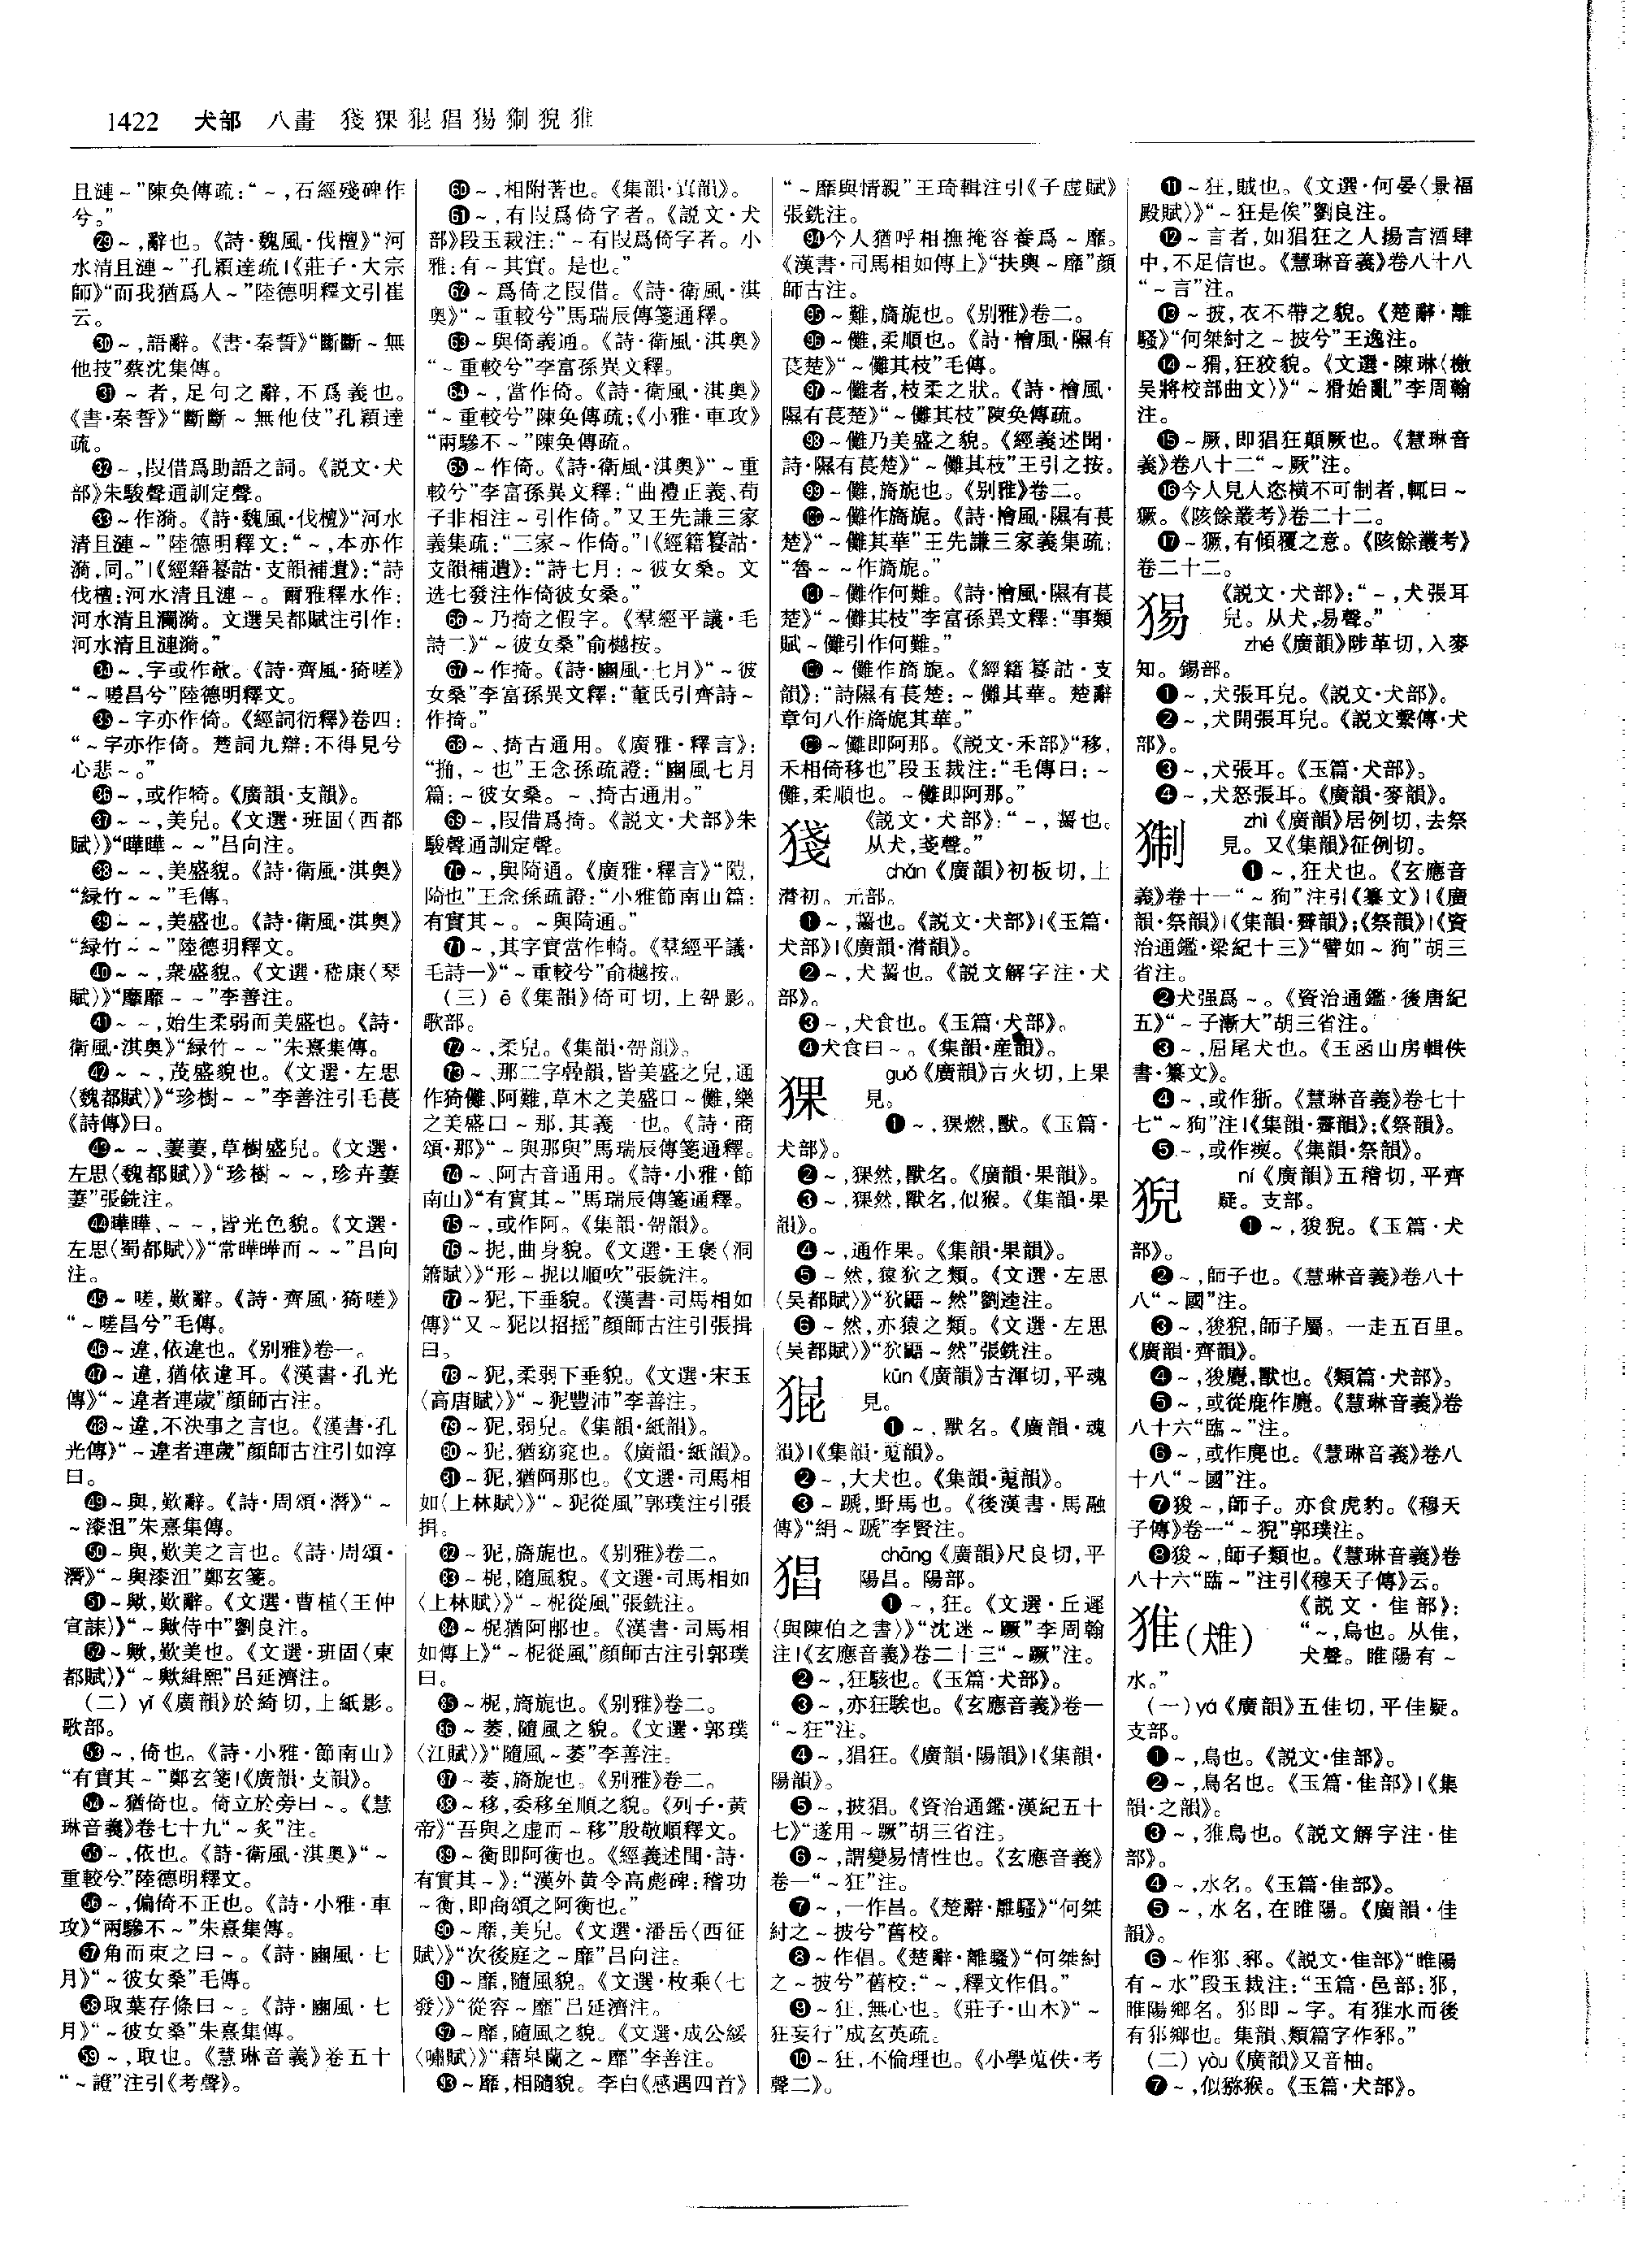 1422 犬部 八畫 猣猓猑猖猲猘猊猚
且漣～”陳奂傳疏：“～，石經殘碑作
兮。”
㉙～，辭也。《詩·魏風·伐檀》“河
水清且漣～”孔穎達疏|《莊子·大宗
師》“而我猶爲人～”陸德明釋文引崔
云。
㉚～，語辭。《書·秦誓》“斷斷～無
他技”蔡沈集傳。
㉛～者，足句之辭，不爲義也。
《書·秦誓》“斷斷～無他伎”孔穎達
疏。
㉜～，叚借爲助語之詞。《説文·犬
部》朱駿聲通訓定聲。
㉝～作漪。《詩·魏風·伐檀》“河水
清且漣～”陸德明釋文：“～，本亦作
漪，同。”|《經籍籑詁·支韻補遺》：“詩
伐檀：河水清且漣～。爾雅釋水作：
河水清且瀾漪。文選吴都賦注引作：
河水清且漣漪。”
㉞～，字或作欹。《詩·齊風·猗嗟》
“～嗟昌兮”陸德明釋文。
㉟～字亦作倚。《經詞衍釋》卷四：
“～字亦作倚。楚詞九辯：不得見兮
心悲～。”
㊱～，或作犄。《廣韻·支韻》。
㊲～～，美皃。《文選·班固〈西都
賦〉》“曄曄～～”吕向注。
㊳～～，美盛貌。《詩·衛風·淇奥》
“緑竹～～”毛傳。
㊴～～，美盛也。《詩·衛風·淇奥》
“緑竹～～”陸德明釋文。
㊵～～，衆盛貌。《文選·嵇康〈琴
賦〉》“靡靡～～”李善注。
㊶～～，始生柔弱而美盛也。《詩·
衛風·淇奥》“緑竹～～”朱熹集傳。
㊷～～，茂盛貌也。《文選·左思
〈魏都賦〉》“珍樹～～”李善注引毛萇
《詩傳》曰。
㊸～～、萋萋，草樹盛皃。《文選·
左思〈魏都賦〉》“珍樹～～，珍卉萋
萋”張銑注。
㊹曄曄、～～，皆光色貌。《文選·
左思〈蜀都賦〉》“常曄曄而～～”吕向
注。
㊺～嗟，歎辭。《詩·齊風·猗嗟》
“～嗟昌兮”毛傳。
㊻～違，依違也。《别雅》卷一。
㊼～違，猶依違耳。《漢書·孔光
傳》“～違者連歲”顔師古注。
㊽～違，不決事之言也。《漢書·孔
光傳》“～違者連歲”顔師古注引如淳
曰。
㊾～與，歎辭。《詩·周頌·潛》“～
～漆沮”朱熹集傳。
㊿～與，歎美之言也。《詩·周頌·
潛》“～與漆沮”鄭玄箋。
51～歟，歎辭。《文選·曹植〈王仲
宣誄〉》“～歟侍中”劉良注。
52～歟，歎美也。《文選·班固〈東
都賦〉》“～歟緝熙”吕延濟注。
（二）yǐ《廣韻》於綺切，上紙影。
歌部。
53～，倚也。《詩·小雅·節南山》
“有實其～”鄭玄箋|《廣韻·支韻》。
54～猶倚也。倚立於旁曰～。《慧
琳音義》卷七十九“～炙”注。
55～，依也。《詩·衛風·淇奥》“～
重較兮”陸德明釋文。
56～，偏倚不正也。《詩·小雅·車
攻》“兩驂不～”朱熹集傳。
57角而束之曰～。《詩·豳風·七
月》“～彼女桑”毛傳。
58取葉存條曰～。《詩·豳風·七
月》“～彼女桑”朱熹集傳。
59～，取也。《慧琳音義》卷五十
“～證”注引《考聲》。
60～，相附著也。《集韻·寘韻》。
61～，有叚爲倚字者。《説文·犬
部》段玉裁注：“～有叚爲倚字者。小
雅：有～其實。是也。”
62～爲倚之叚借。《詩·衛風·淇
奥》“～重較兮”馬瑞辰傳箋通釋。
63～與倚義通。《詩·衛風·淇奥》
“～重較兮”李富孫異文釋。
64～，當作倚。《詩·衛風·淇奥》
“～重較兮”陳奂傳疏；《小雅·車攻》
“兩驂不～”陳奂傳疏。
65～作倚。《詩·衛風·淇奥》“～重
較兮”李富孫異文釋：“曲禮正義、荀
子非相注～引作倚。”又王先謙三家
義集疏：“三家～作倚。”|《經籍籑詁·
支韻補遺》：“詩七月：～彼女桑。文
选七發注作倚彼女桑。”
66～乃掎之假字。《羣經平議·毛
詩二》“～彼女桑”俞樾按。
67～作掎。《詩·豳風·七月》“～彼
女桑”李富孫異文釋：“董氏引齊詩～
作掎。”
68～、掎古通用。《廣雅·釋言》：
“捔，～也”王念孫疏證：“豳風七月
篇：～彼女桑。～、掎古通用。”
69～，叚借爲掎。《説文·犬部》朱
駿聲通訓定聲。
70～，與陭通。《廣雅·釋言》“隑，
陭也”王念孫疏證：“小雅節南山篇：
有實其～。～與陭通。”
71～，其字實當作輢。《羣經平議·
毛詩一》“～重較兮”俞樾按。
（三）ě《集韻》倚可切，上哿影。
歌部。
72～，柔皃。《集韻·哿韻》。
73～、那二字疊韻，皆美盛之皃，通
作猗儺、阿難，草木之美盛曰～儺，樂
之美盛曰～那，其義一也。《詩·商
頌·那》“～與那與”馬瑞辰傳箋通釋。
74～、阿古音通用。《詩·小雅·節
南山》“有實其～”馬瑞辰傳箋通釋。
75～，或作阿。《集韻·哿韻》。
76～抳，曲身貌。《文選·王褒〈洞
簫賦〉》“形～抳以順吹”張銑注。
77～狔，下垂貌。《漢書·司馬相如
傳》“又～狔以招摇”顔師古注引張揖
曰。
78～狔，柔弱下垂貌。《文選·宋玉
〈高唐賦〉》“～狔豐沛”李善注。
79～狔，弱皃。《集韻·紙韻》。
80～狔，猶窈窕也。《廣韻·紙韻》。
81～狔，猶阿那也。《文選·司馬相
如〈上林賦〉》“～狔從風”郭璞注引張
揖。
82～狔，旖旎也。《别雅》卷二。
83～柅，隨風貌。《文選·司馬相如
〈上林賦〉》“～柅從風”張銑注。
84～柅猶阿那也。《漢書·司馬相
如傳上》“～柅從風”顔師古注引郭璞
曰。
85～柅，旖旎也。《别雅》卷二。
86～萎，隨風之貌。《文選·郭璞
〈江賦〉》“隨風～萎”李善注。
87～萎，旖旎也。《别雅》卷二。
88～移，委移至順之貌。《列子·黄
帝》“吾與之虚而～移”殷敬順釋文。
89～衡即阿衡也。《經義述聞·詩·
有實其～》：“漢外黄令高彪碑：稽功
～衡，即商頌之阿衡也。”
90～靡，美皃。《文選·潘岳〈西征
賦〉》“次後庭之～靡”吕向注。
91～靡，隨風貌。《文選·枚乘〈七
發〉》“從容～靡”吕延濟注。
92～靡，隨風之貌。《文選·成公綏
〈嘯賦〉》“藉皋蘭之～靡”李善注。
93～靡，相隨貌。李白《感遇四首》
“～靡與情親”王琦輯注引《子虚賦》
張銑注。
94今人猶呼相撫掩容養爲～靡。
《漢書·司馬相如傳上》“扶輿～靡”顔
師古注。
95～難，旖旎也。《别雅》卷二。
96～儺，柔順也。《詩·檜風·隰有
萇楚》“～儺其枝”毛傳。
97～儺者，枝柔之狀。《詩·檜風·
隰有萇楚》“～儺其枝”陳奂傳疏。
98～儺乃美盛之貌。《經義述聞·
詩·隰有萇楚》“～儺其枝”王引之按。
99～儺，旖旎也。《别雅》卷二。
100～儺作旖旎。《詩·檜風·隰有萇
楚》“～儺其華”王先謙三家義集疏：
“魯～～作旖旎。”
101～儺作何難。《詩·檜風·隰有萇
楚》“～儺其枝”李富孫異文釋：“事類
賦～儺引作何難。”
102～儺作旖旎。《經籍籑詁·支
韻》：“詩隰有萇楚：～儺其華。楚辭
章句八作旖旎其華。”
103～儺即阿那。《説文·禾部》“移，
禾相倚移也”段玉裁注：“毛傳曰：～
儺，柔順也。～儺即阿那。”
猣 《説文·犬部》：“～，齧也。
从犬，戔聲。”
chǎn《廣韻》初板切，上
潸初。元部。
❶～，齧也。《説文·犬部》|《玉篇·
犬部》|《廣韻·潸韻》。
❷～，犬齧也。《説文解字注·犬
部》。
❸～，犬食也。《玉篇·犬部》。
❹犬食曰～。《集韻·産韻》。
猓 guǒ《廣韻》古火切，上果
見。
❶～，猓燃，獸。《玉篇·
犬部》。
❷～，猓然，獸名。《廣韻·果韻》。
❸～，猓然，獸名，似猴。《集韻·果
韻》。
❹～，通作果。《集韻·果韻》。
❺～然，猿狖之類。《文選·左思
〈吴都賦〉》“狖鼯～然”劉逵注。
❻～然，亦猿之類。《文選·左思
〈吴都賦〉》“狖鼯～然”張銑注。
猑 kūn《廣韻》古渾切，平魂
見。
❶～，獸名。《廣韻·魂
韻》|《集韻·䰟韻》。
❷～，大犬也。《集韻·䰟韻》。
❸～蹏，野馬也。《後漢書·馬融
傳》“絹～蹏”李賢注。
猖 chāng《廣韻》尺良切，平
陽昌。陽部。
❶～，狂。《文選·丘遲
〈與陳伯之書〉》“沈迷～蹶”李周翰
注|《玄應音義》卷二十三“～蹶”注。
❷～，狂駭也。《玉篇·犬部》。
❸～，亦狂騃也。《玄應音義》卷一
“～狂”注。
❹～，猖狂。《廣韻·陽韻》|《集韻·
陽韻》。
❺～，披猖。《資治通鑑·漢紀五十
七》“遂用～蹶”胡三省注。
❻～，謂變易情性也。《玄應音義》
卷一“～狂”注。
❼～，一作昌。《楚辭·離騷》“何桀
紂之～披兮”舊校。
❽～作倡。《楚辭·離騷》“何桀紂
之～披兮”舊校：“～，釋文作倡。”
❾～狂，無心也。《莊子·山木》“～
狂妄行”成玄英疏。
❿～狂，不倫理也。《小學蒐佚·考
聲二》。
⓫～狂，賊也。《文選·何晏〈景福
殿賦〉》“～狂是俟”劉良注。
⓬～言者，如猖狂之人揚言酒肆
中，不足信也。《慧琳音義》卷八十八
“～言”注。
⓭～披，衣不帶之貌。《楚辭·離
騷》“何桀紂之～披兮”王逸注。
⓮～猾，狂狡貌。《文選·陳琳〈檄
吴將校部曲文〉》“～猾始亂”李周翰
注。
⓯～厥，即猖狂顛厥也。《慧琳音
義》卷八十二“～厥”注。
⓰今人見人恣横不可制者，輒曰～
獗。《陔餘叢考》卷二十二。
⓱～獗，有傾覆之意。《陔餘叢考》
卷二十二。
猲 《説文·犬部》：“～，犬張耳
皃。从犬，易聲。”
zhé《廣韻》陟革切，入麥
知。錫部。
❶～，犬張耳皃。《説文·犬部》。
❷～，犬開張耳皃。《説文繫傳·犬
部》。
❸～，犬張耳。《玉篇·犬部》。
❹～，犬怒張耳。《廣韻·麥韻》。
猘 zhì《廣韻》居例切，去祭
見。又《集韻》征例切。
❶～，狂犬也。《玄應音
義》卷十一“～狗”注引《纂文》|《廣
韻·祭韻》|《集韻·霽韻》；《祭韻》|《資
治通鑑·梁紀十三》“譬如～狗”胡三
省注。
❷犬强爲～。《資治通鑑·後唐紀
五》“～子漸大”胡三省注。
❸～，屈尾犬也。《玉函山房輯佚
書·纂文》。
❹～，或作狾。《慧琳音義》卷七十
七“～狗”注|《集韻·霽韻》；《祭韻》。
❺～，或作瘈。《集韻·祭韻》。
猊 ní《廣韻》五稽切，平齊
疑。支部。
❶～，狻猊。《玉篇·犬
部》。
❷～，師子也。《慧琳音義》卷八十
八“～國”注。
❸～，狻猊，師子屬。一走五百里。
《廣韻·齊韻》。
❹～，狻麑，獸也。《類篇·犬部》。
❺～，或從鹿作麑。《慧琳音義》卷
八十六“臨～”注。
❻～，或作麑也。《慧琳音義》卷八
十八“～國”注。
❼狻～，師子。亦食虎豹。《穆天
子傳》卷一“～猊”郭璞注。
❽狻～，師子類也。《慧琳音義》卷
八十六“臨～”注引《穆天子傳》云。
猚（雂） 《説文·隹部》：
“～，鳥也。从隹，
犬聲。睢陽有～
水。”
（一）yá《廣韻》五佳切，平佳疑。
支部。
❶～，鳥也。《説文·隹部》。
❷～，鳥名也。《玉篇·隹部》|《集
韻·之韻》。
❸～，猚鳥也。《説文解字注·隹
部》。
❹～，水名。《玉篇·隹部》。
❺～，水名，在睢陽。《廣韻·佳
韻》。
❻～作犳、䣋。《説文·隹部》“睢陽
有～水”段玉裁注：“玉篇·邑部：
睢陽鄉名。
（二）yòu《廣韻》又音柚。
❼～，似獼猴。《玉篇·犬部》。